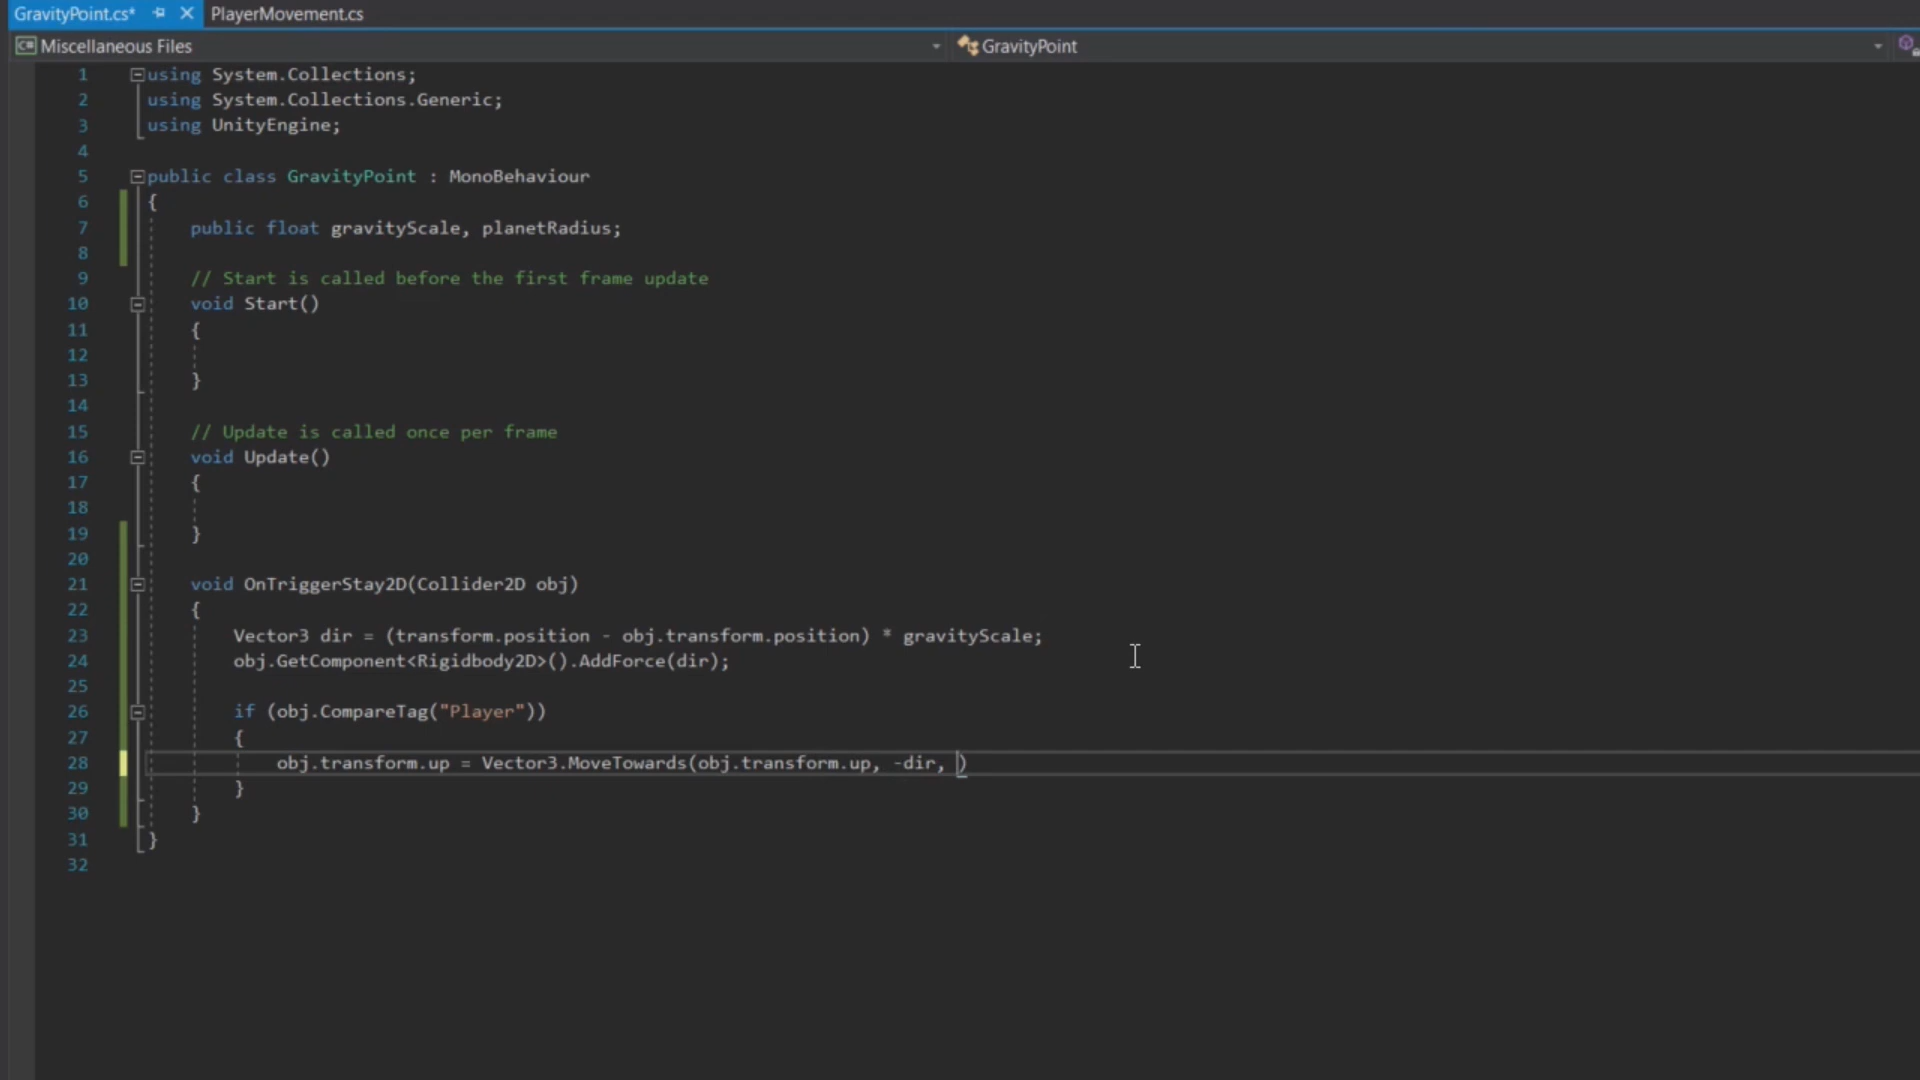 GravityPoint.cs*
PlayerMovement.cs
C# Miscellaneous Files
GravityPoint
1 using System.Collections;
2 using System.Collections.Generic;
3 using UnityEngine;
4
5 public class GravityPoint : MonoBehaviour
6 {
7 public float gravityScale, planetRadius;
8
9 // Start is called before the first frame update
10 void Start()
11 {
12
13 }
14
15 // Update is called once per frame
16 void Update()
17 {
18
19 }
20
21 void OnTriggerStay2D(Collider2D obj)
22 {
23 Vector3 dir = (transform.position - obj.transform.position) * gravityScale;
24 obj.GetComponent<Rigidbody2D>().AddForce(dir);
25
26 if (obj.CompareTag("Player"))
27 {
28 obj.transform.up = Vector3.MoveTowards(obj.transform.up, -dir, )
29 }
30 }
31 }
32